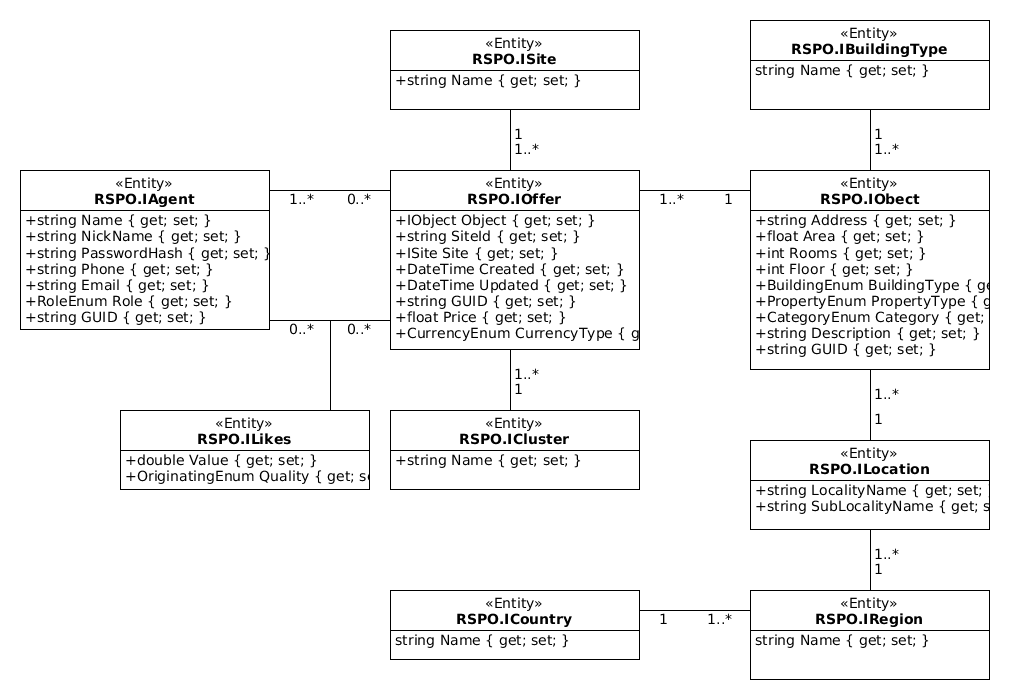 «Entity»
RSPO.ISite
+string Name { get; set; }
«Entity»
RSPO.IBuildingType
string Name { get; set; }
1
1..*
1
1..*
«Entity»
RSPO.IAgent
+string Name { get; set; }
+string NickName { get; set; }
+string PasswordHash { get; set; }
+string Phone { get; set; }
+string Email { get; set; }
+RoleEnum Role { get; set; }
+string GUID { get; set; }
1..* 0..*
0..* 0..*
«Entity»
RSPO.IOffer
+IObject Object { get; set; }
+string SiteId { get; set; }
+ISite Site { get; set; }
+DateTime Created { get; set; }
+DateTime Updated { get; set; }
+string GUID { get; set; }
+float Price { get; set; }
+CurrencyEnum CurrencyType { g
1..* 1
«Entity»
RSPO.IObect
+string Address { get; set; }
+float Area { get; set; }
+int Rooms { get; set; }
+int Floor { get; set; }
+BuildingEnum BuildingType { ge
+PropertyEnum PropertyType { g
+CategoryEnum Category { get;
+string Description { get; set; }
+string GUID { get; set; }
1..*
1
1..*
1
«Entity»
RSPO.ILikes
+double Value { get; set; }
+OriginatingEnum Quality { get; se
«Entity»
RSPO.ICluster
+string Name { get; set; }
«Entity»
RSPO.ILocation
+string LocalityName { get; set;
+string SubLocalityName { get; s
1..*
1
«Entity»
RSPO.ICountry
string Name { get; set; }
1 1..*
«Entity»
RSPO.IRegion
string Name { get; set; }